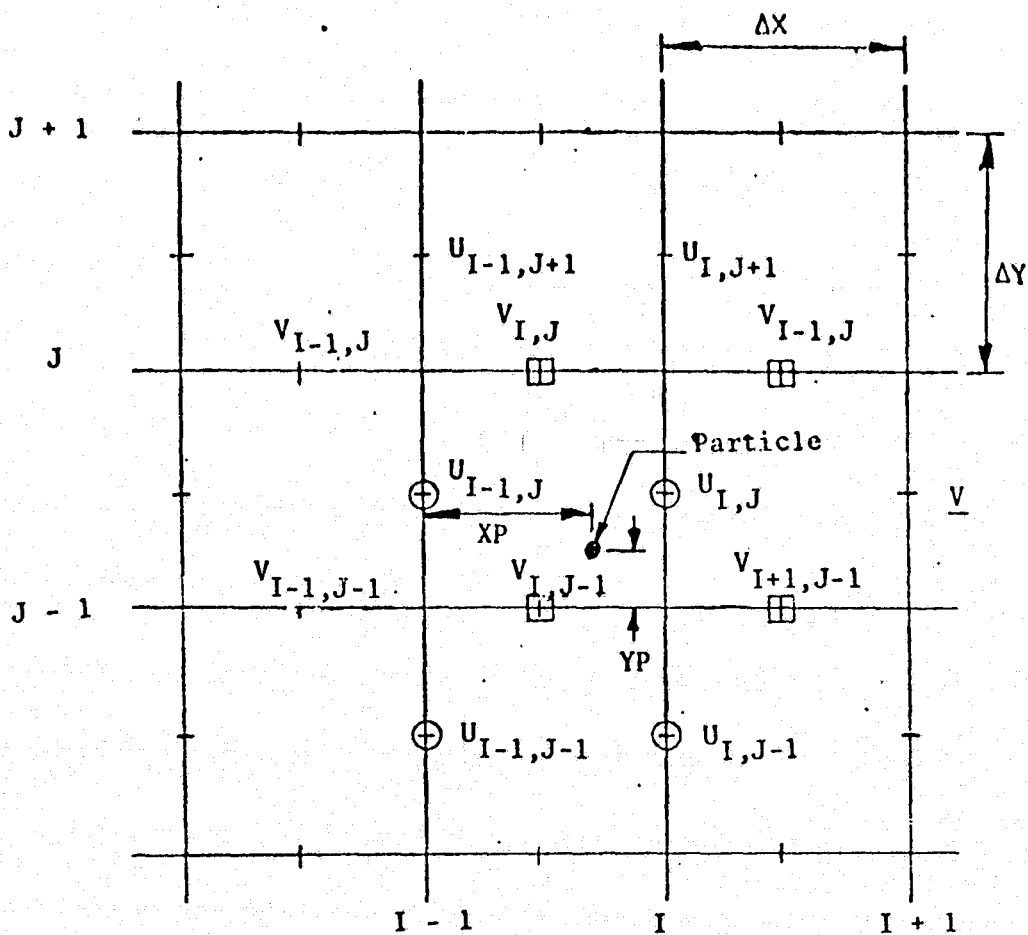 ΔX
J + 1
U_{I-1,J+1} U_{I,J+1}
ΔY
V_{I-1,J} V_{I,J} V_{I-1,J}
J
Particle
U_{I-1,J} U_{I,J} V
XP
V_{I-1,J-1} V_{I,J-1} V_{I+1,J-1}
J - 1
YP
U_{I-1,J-1} U_{I,J-1}
I - 1 I I + 1